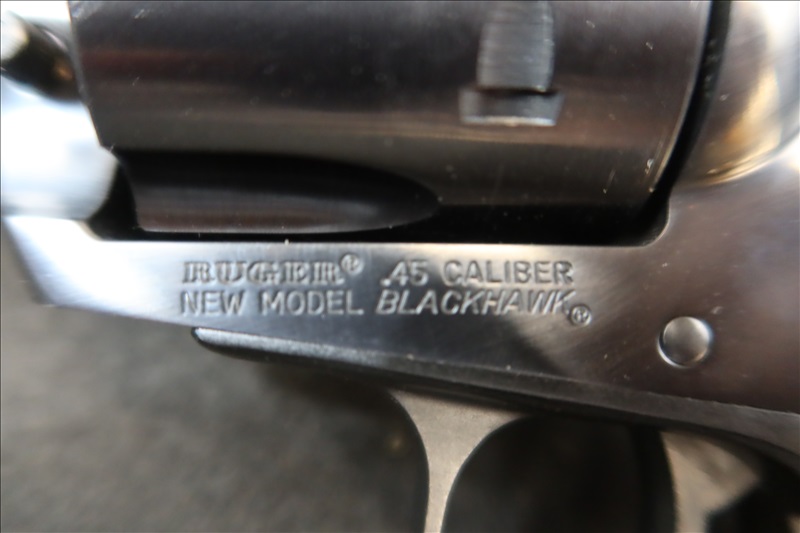 RUGER® .45 CALIBER
NEW MODEL BLACKHAWK®